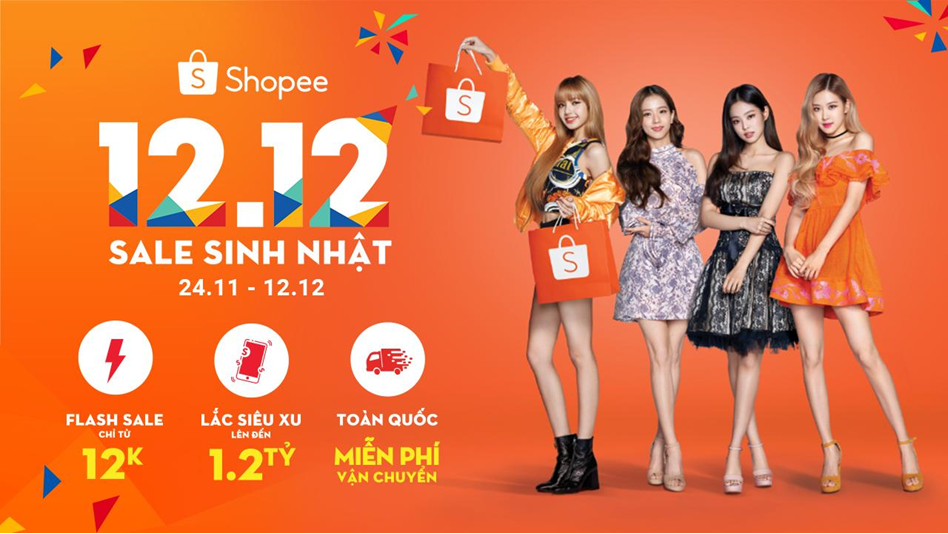 Shopee
12.12
SALE SINH NHẬT
24.11 - 12.12
FLASH SALE
CHỈ TỪ
12K
LẮC SIÊU XU
LÊN ĐẾN
1.2TỶ
TOÀN QUỐC
MIỄN PHÍ
VẬN CHUYỂN